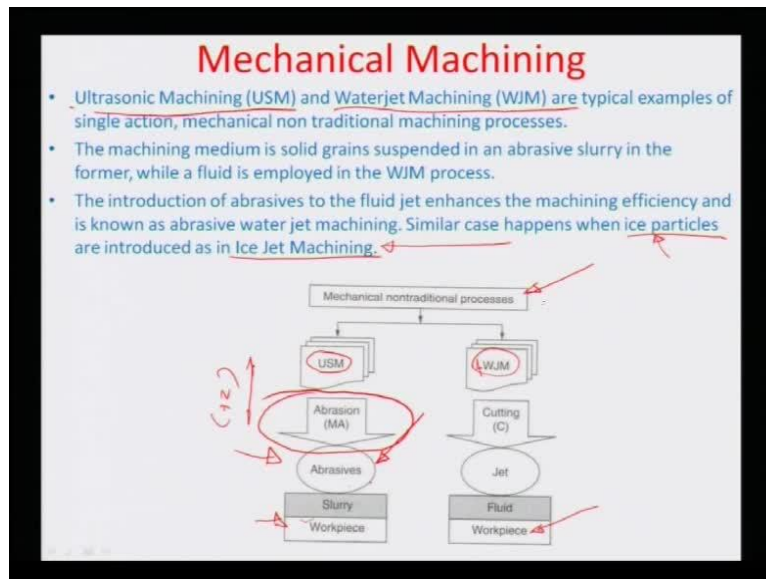 Mechanical Machining
• Ultrasonic Machining (USM) and Waterjet Machining (WJM) are typical examples of
single action, mechanical non traditional machining processes.
• The machining medium is solid grains suspended in an abrasive slurry in the
former, while a fluid is employed in the WJM process.
• The introduction of abrasives to the fluid jet enhances the machining efficiency and
is known as abrasive water jet machining. Similar case happens when ice particles
are introduced as in Ice Jet Machining.
Mechanical nontraditional processes
USM WJM
Abrasion Cutting
(MA) (C)
Abrasives Jet
Slurry Fluid
Workpiece Workpiece